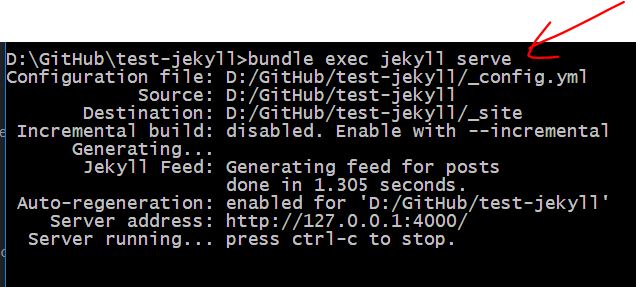 D:\GitHub\test-jekyll>bundle exec jekyll serve
Configuration file: D:/GitHub/test-jekyll/_config.yml
Source: D:/GitHub/test-jekyll
Destination: D:/GitHub/test-jekyll/_site
Incremental build: disabled. Enable with --incremental
Generating...
Jekyll Feed: Generating feed for posts
done in 1.305 seconds.
Auto-regeneration: enabled for 'D:/GitHub/test-jekyll'
Server address: http://127.0.0.1:4000/
Server running... press ctrl-c to stop.